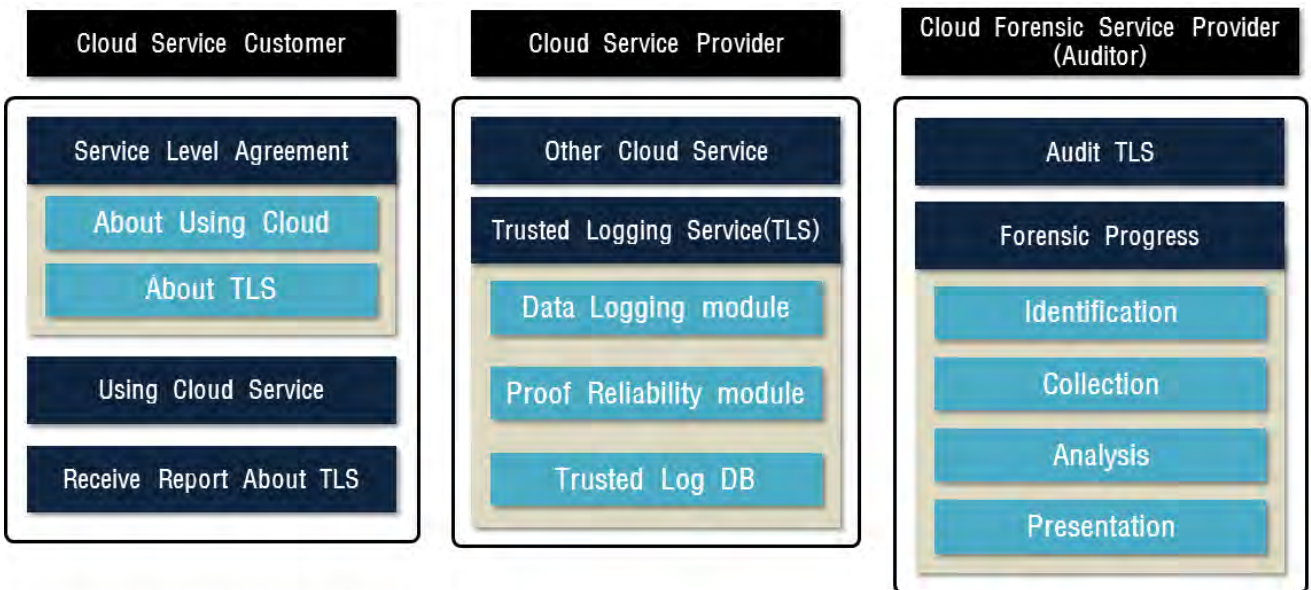 Cloud Service Customer
Service Level Agreement
About Using Cloud
About TLS
Using Cloud Service
Receive Report About TLS
Cloud Service Provider
Other Cloud Service
Trusted Logging Service(TLS)
Data Logging module
Proof Reliability module
Trusted Log DB
Cloud Forensic Service Provider
(Auditor)
Audit TLS
Forensic Progress
Identification
Collection
Analysis
Presentation